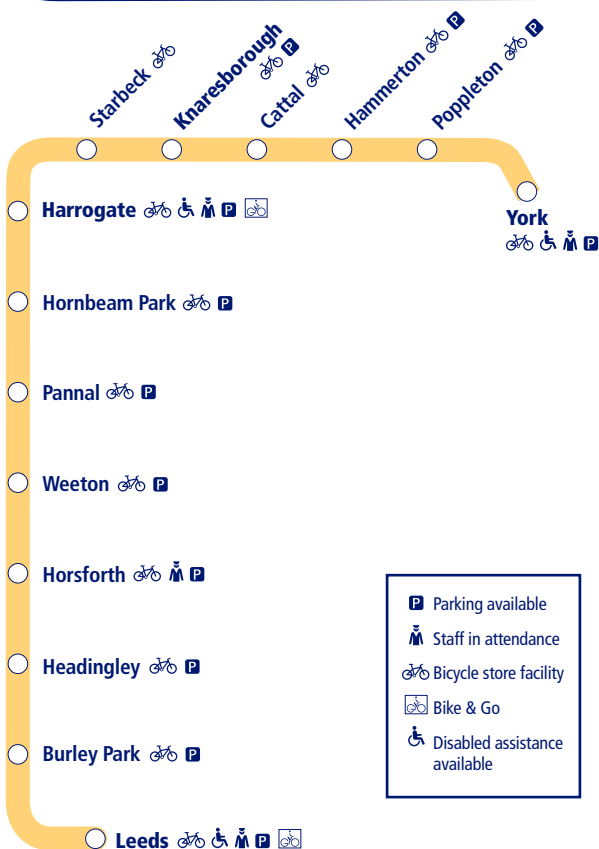 Starbeck
Knaresborough
P
Cattal
Hammerton P
Poppleton P
Harrogate P
York
P
Hornbeam Park P
Pannal P
Weeton P
Horsforth P
Headingley P
Burley Park P
Leeds P
P Parking available
Staff in attendance
Bicycle store facility
Bike & Go
Disabled assistance
available